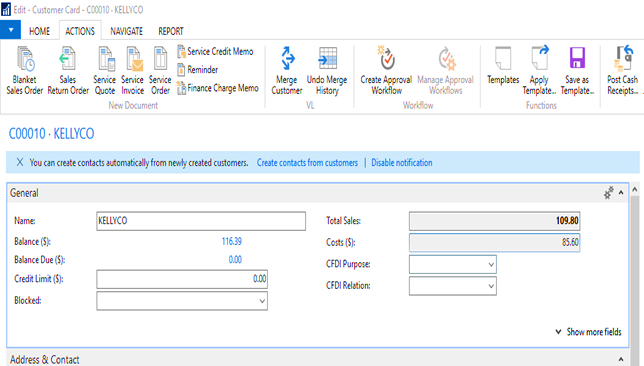 Edit - Customer Card - C00010 · KELLYCO
HOME ACTIONS NAVIGATE REPORT
Blanket Sales Order
Sales Return Order
Service Quote
Service Invoice
Service Order
Service Credit Memo
Reminder
Finance Charge Memo
New Document
Merge Customer
Undo Merge History
VL
Create Approval Workflow
Manage Approval Workflows
Workflow
Templates
Apply Template...
Save as Template...
Functions
Post Cash Receipts...
C00010 · KELLYCO
X You can create contacts automatically from newly created customers. Create contacts from customers | Disable notification
General
Name: KELLYCO
Balance ($): 116.39
Balance Due ($): 0.00
Credit Limit ($): 0.00
Blocked:
Total Sales: 109.80
Costs ($): 85.60
CFDI Purpose:
CFDI Relation:
Show more fields
Address & Contact